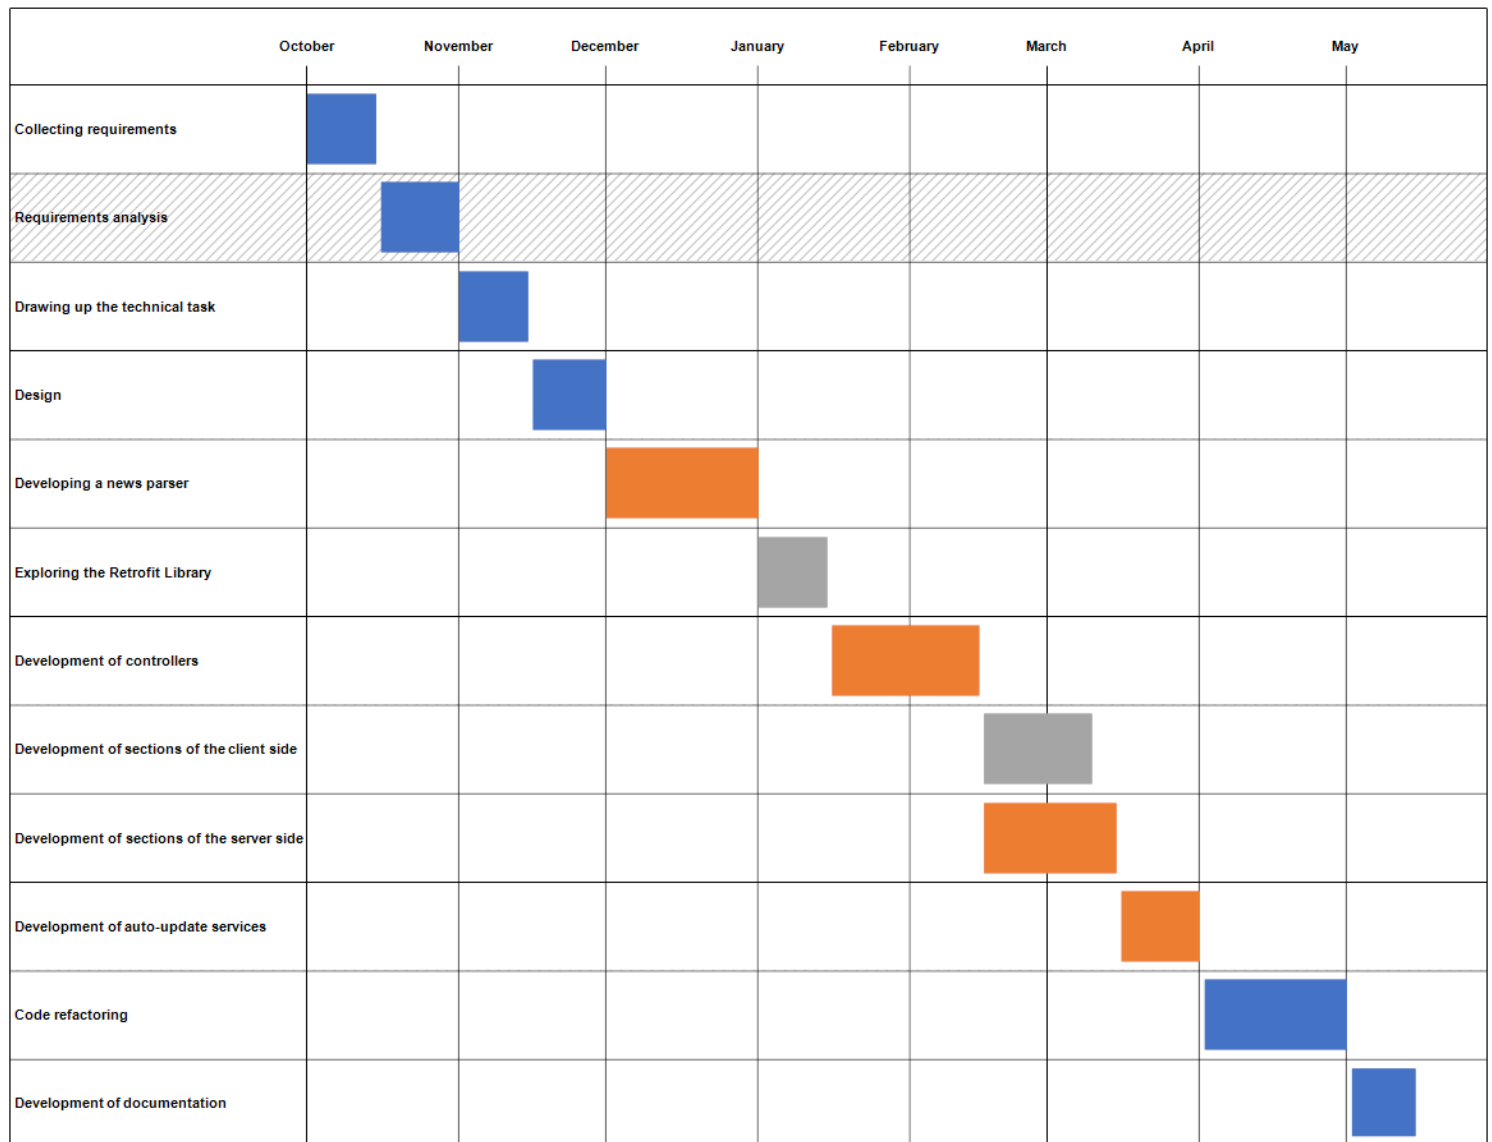 October November December January February March April May
Collecting requirements
Requirements analysis
Drawing up the technical task
Design
Developing a news parser
Exploring the Retrofit Library
Development of controllers
Development of sections of the client side
Development of sections of the server side
Development of auto-update services
Code refactoring
Development of documentation